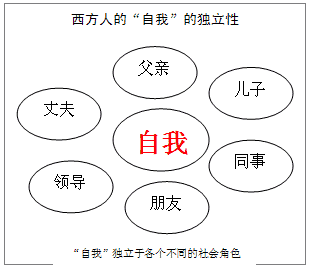 西方人的“自我”的独立性
父亲
儿子
丈夫
自我
同事
领导
朋友
“自我”独立于各个不同的社会角色